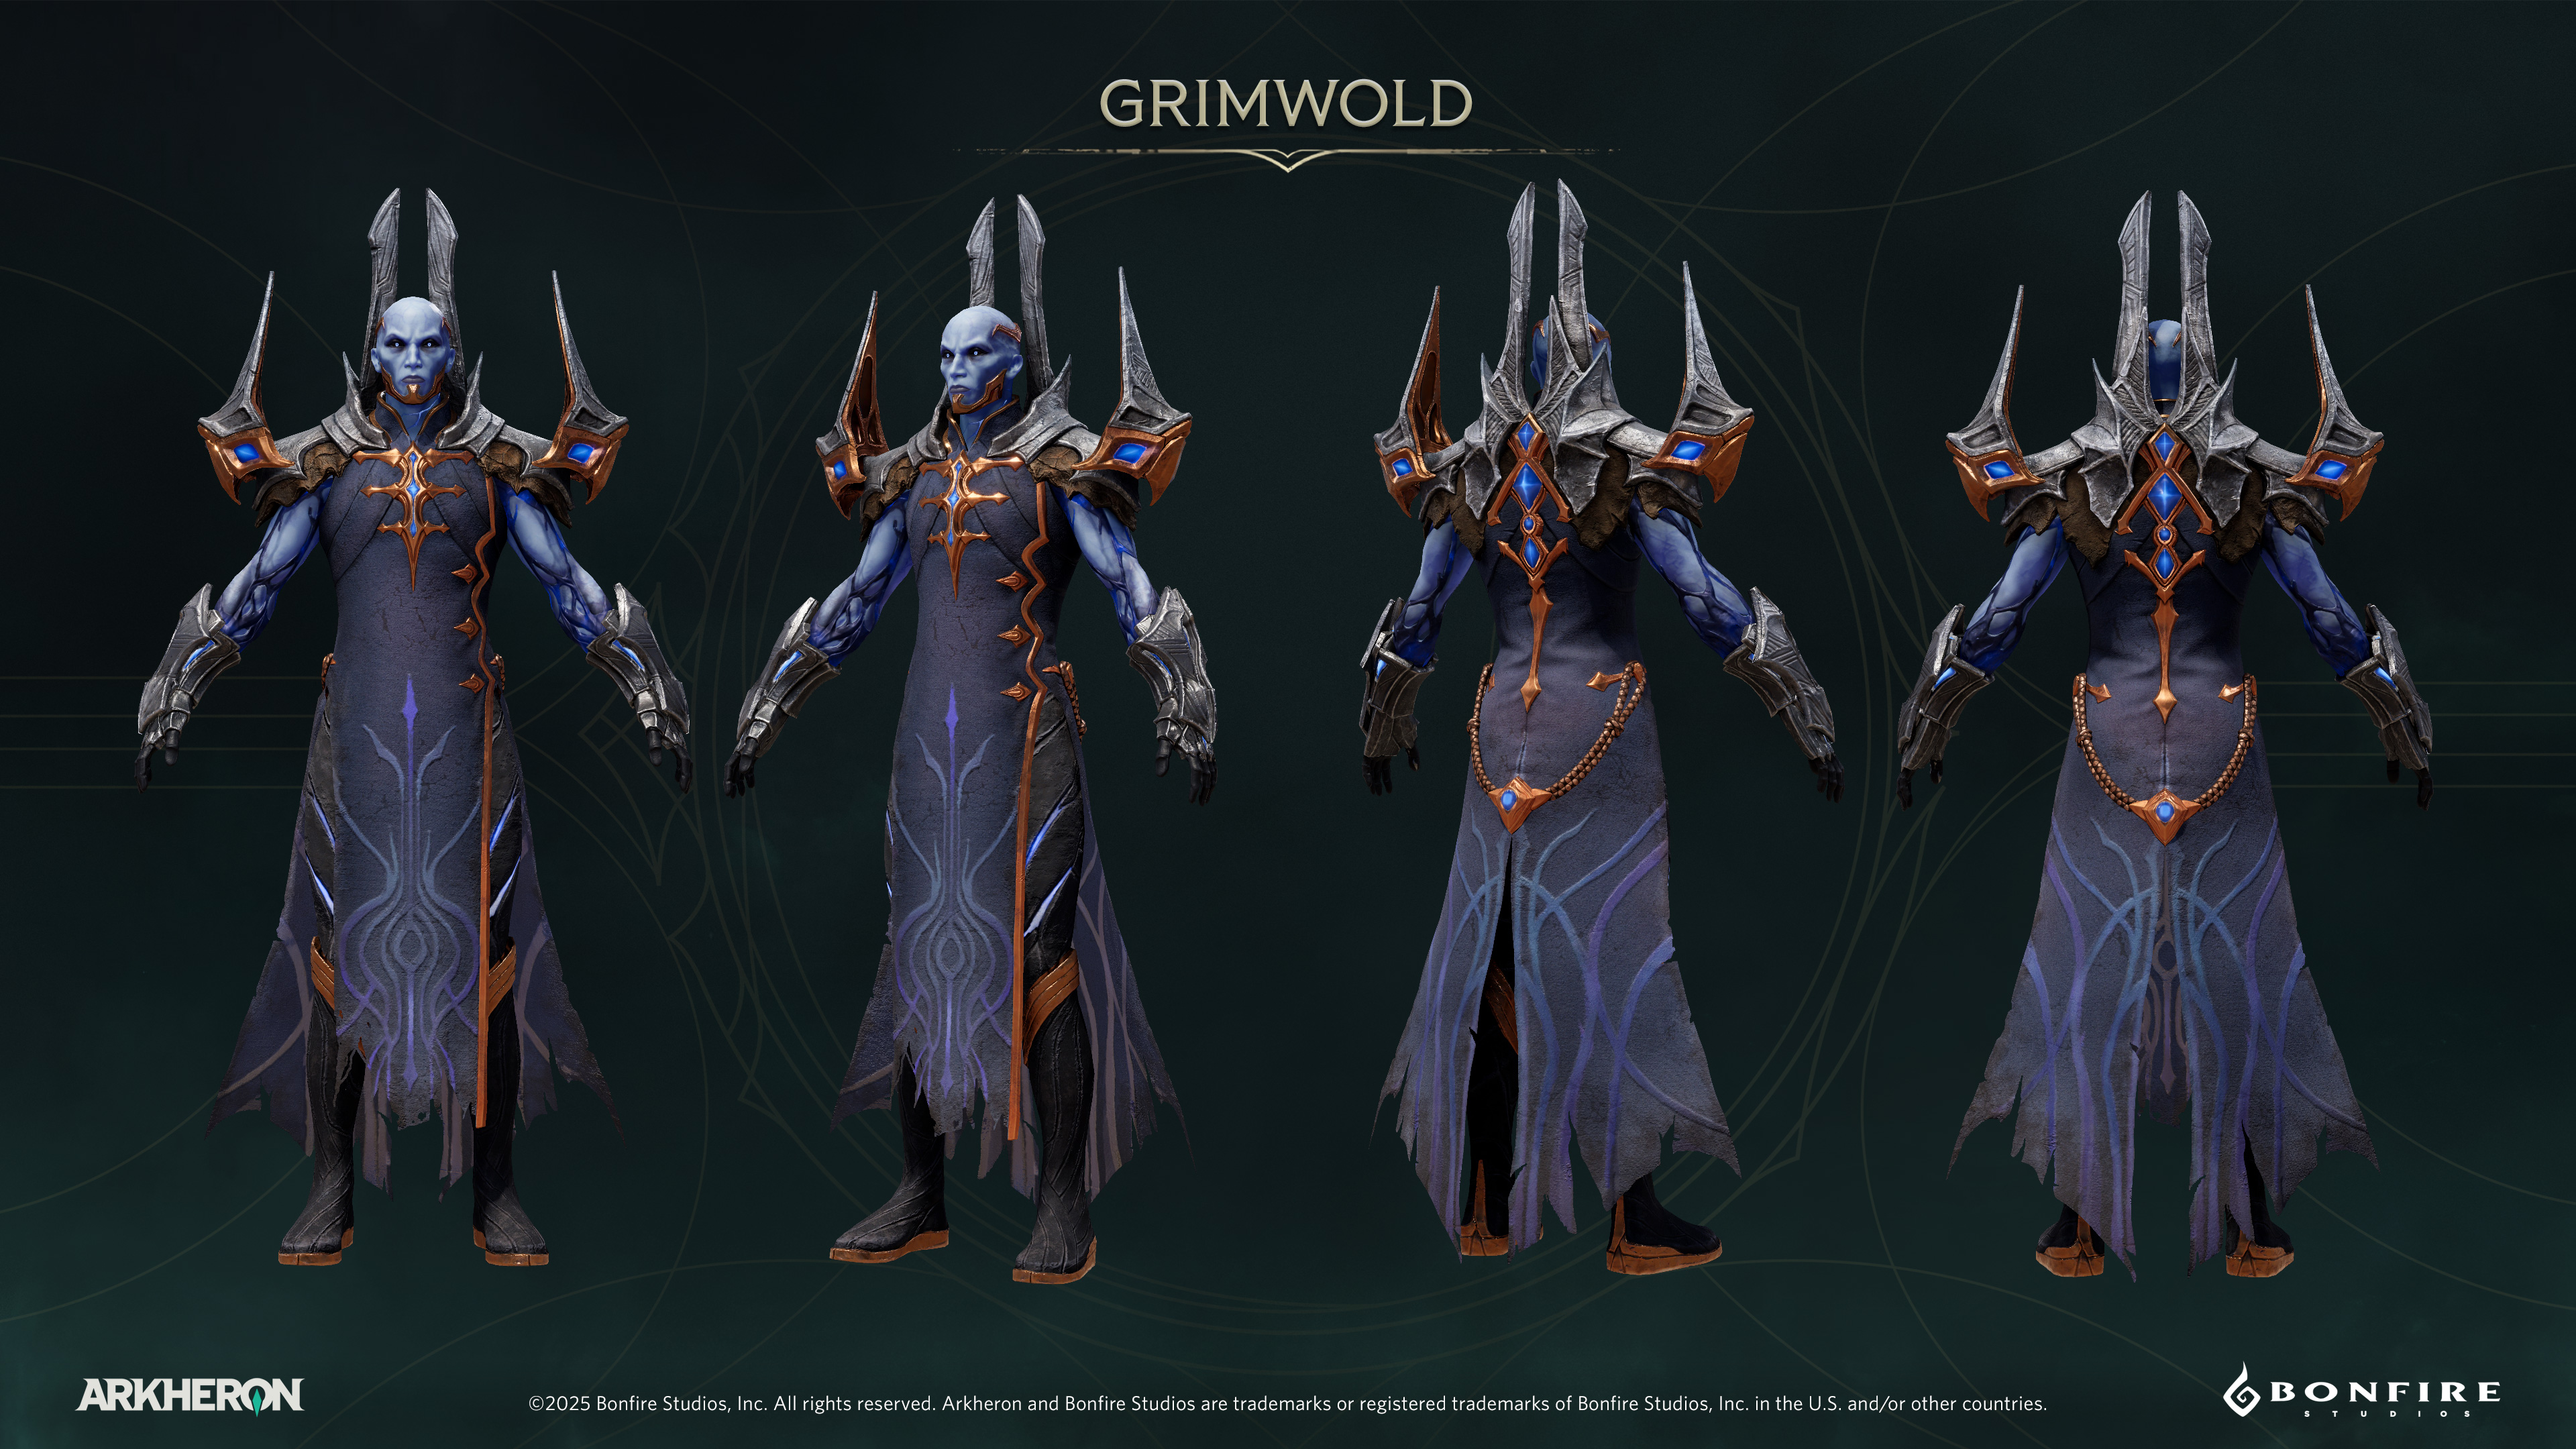 GRIMWOLD
ARKHERON
©2025 Bonfire Studios, Inc. All rights reserved. Arkheron and Bonfire Studios are trademarks or registered trademarks of Bonfire Studios, Inc. in the U.S. and/or other countries.
BONFIRE
STUDIOS